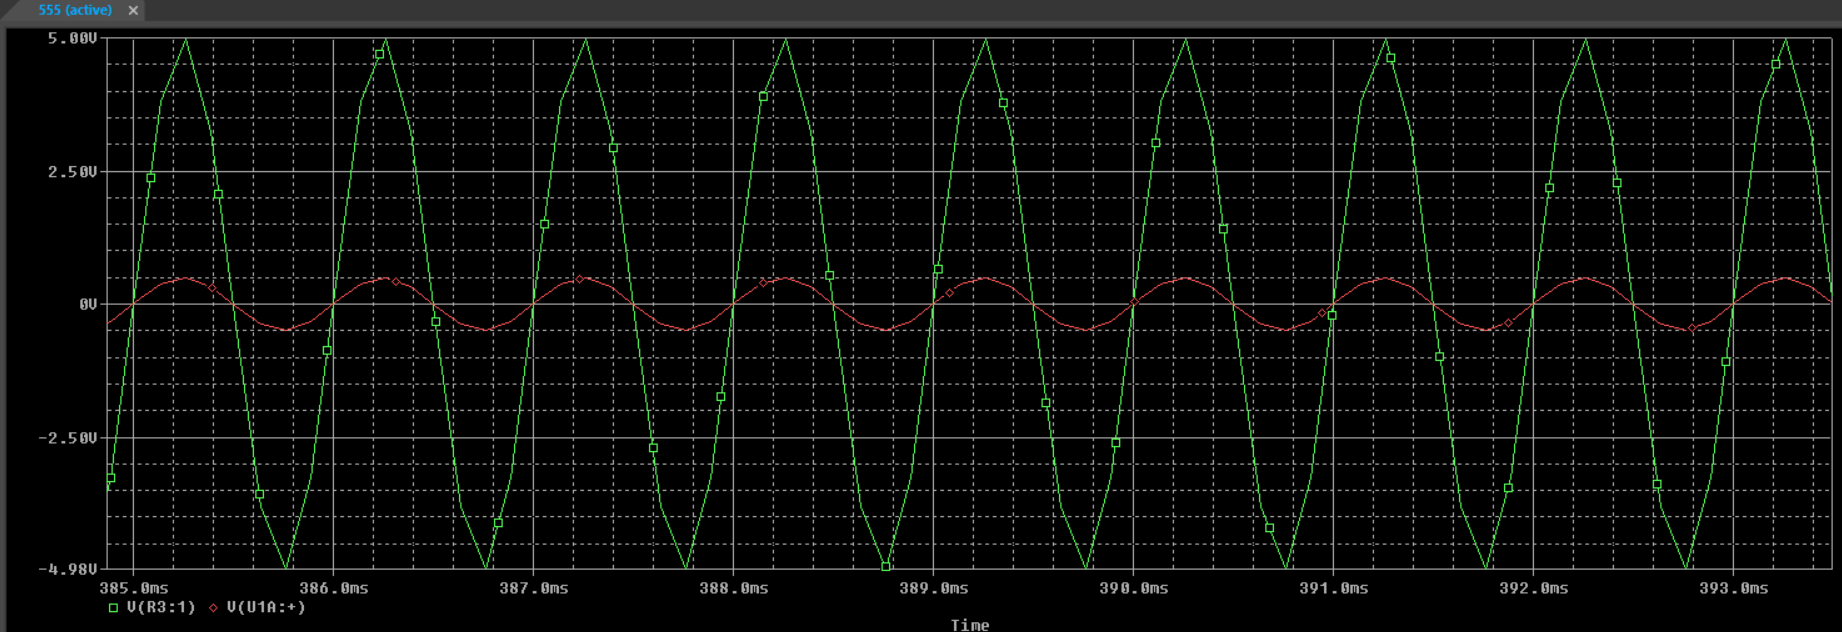 555 (active) ×
5.00V
2.50V
0V
-2.50V
-4.98V
385.0ms 386.0ms 387.0ms 388.0ms 389.0ms 390.0ms 391.0ms 392.0ms 393.0ms
V(R3:1) V(U1A:+)
Time